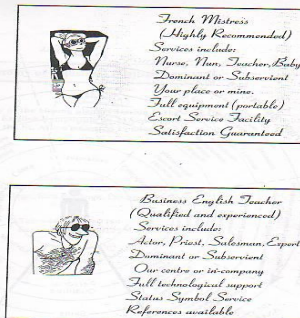 French Mistress
(Highly Recommended)
Services include:
Nurse, Nun, Teacher, Baby
Dominant or Subservient
Your place or mine.
Full equipment (portable)
Escort Service Facility
Satisfaction Guaranteed
Business English Teacher
(Qualified and experienced)
Services include:
Actor, Priest, Salesman, Expert
Dominant or Subservient
Our centre or in-company
Full technological support
Status Symbol Service
References available